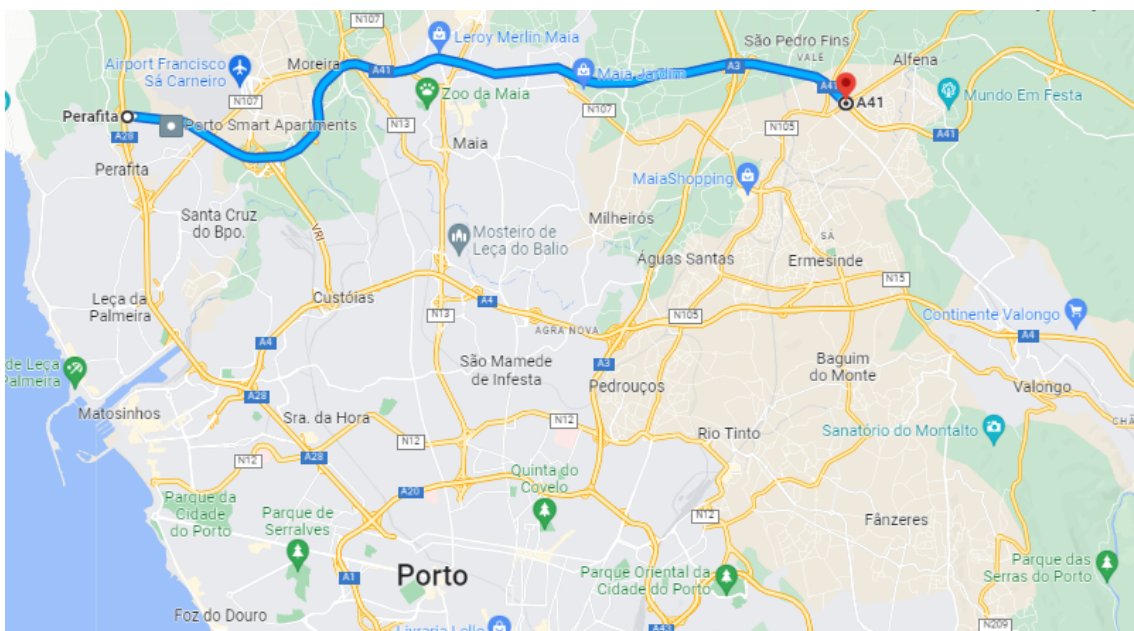 N107
Leroy Merlin Maia
São Pedro Fins
VALE
Airport Francisco
Sá Carneiro
Moreira
A41
Maia Jardim
A3
Alfena
A41
A41
Zoo da Maia
N107
N107
Mundo Em Festa
Perafita
Porto Smart Apartments
A28
N13
N105
A41
Maia
Perafita
MaiaShopping
Santa Cruz
do Bpo.
VRI
Milheirós
Mosteiro de
Leça do Balio
SÁ
Águas Santas
Ermesinde
N15
Leça da
Palmeira
Custóias
A4
N13
AGRA NOVA
N105
Continente Valongo
A4
A4
de Leça
Palmeira
São Mamede
de Infesta
A3
Pedrouços
Baguim
do Monte
Valongo
A28
Matosinhos
Sra. da Hora
N12
N12
Rio Tinto
Sanatório do Montalto
CHÃ
N12
A28
Quinta do
Covelo
A20
Parque da
Cidade
do Porto
Parque de
Serralves
N12
Fânzeres
Parque das
Serras do Porto
A1
Porto
Parque Oriental da
Cidade do Porto
Foz do Douro
Livraria Lello
A43
N209